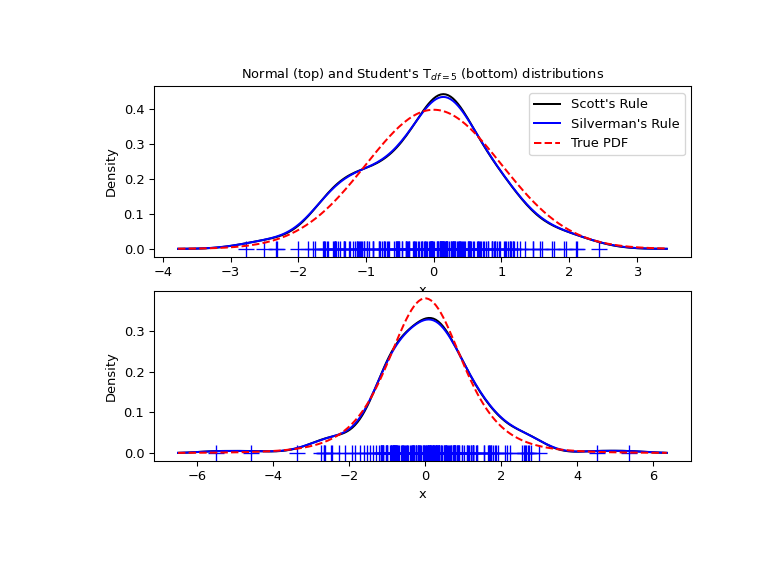 Normal (top) and Student's T_{df=5} (bottom) distributions
Density
0.4
0.3
0.2
0.1
0.0
Scott's Rule
Silverman's Rule
True PDF
−4 −3 −2 −1 0 1 2 3
Density
0.3
0.2
0.1
0.0
−6 −4 −2 0 2 4 6
x